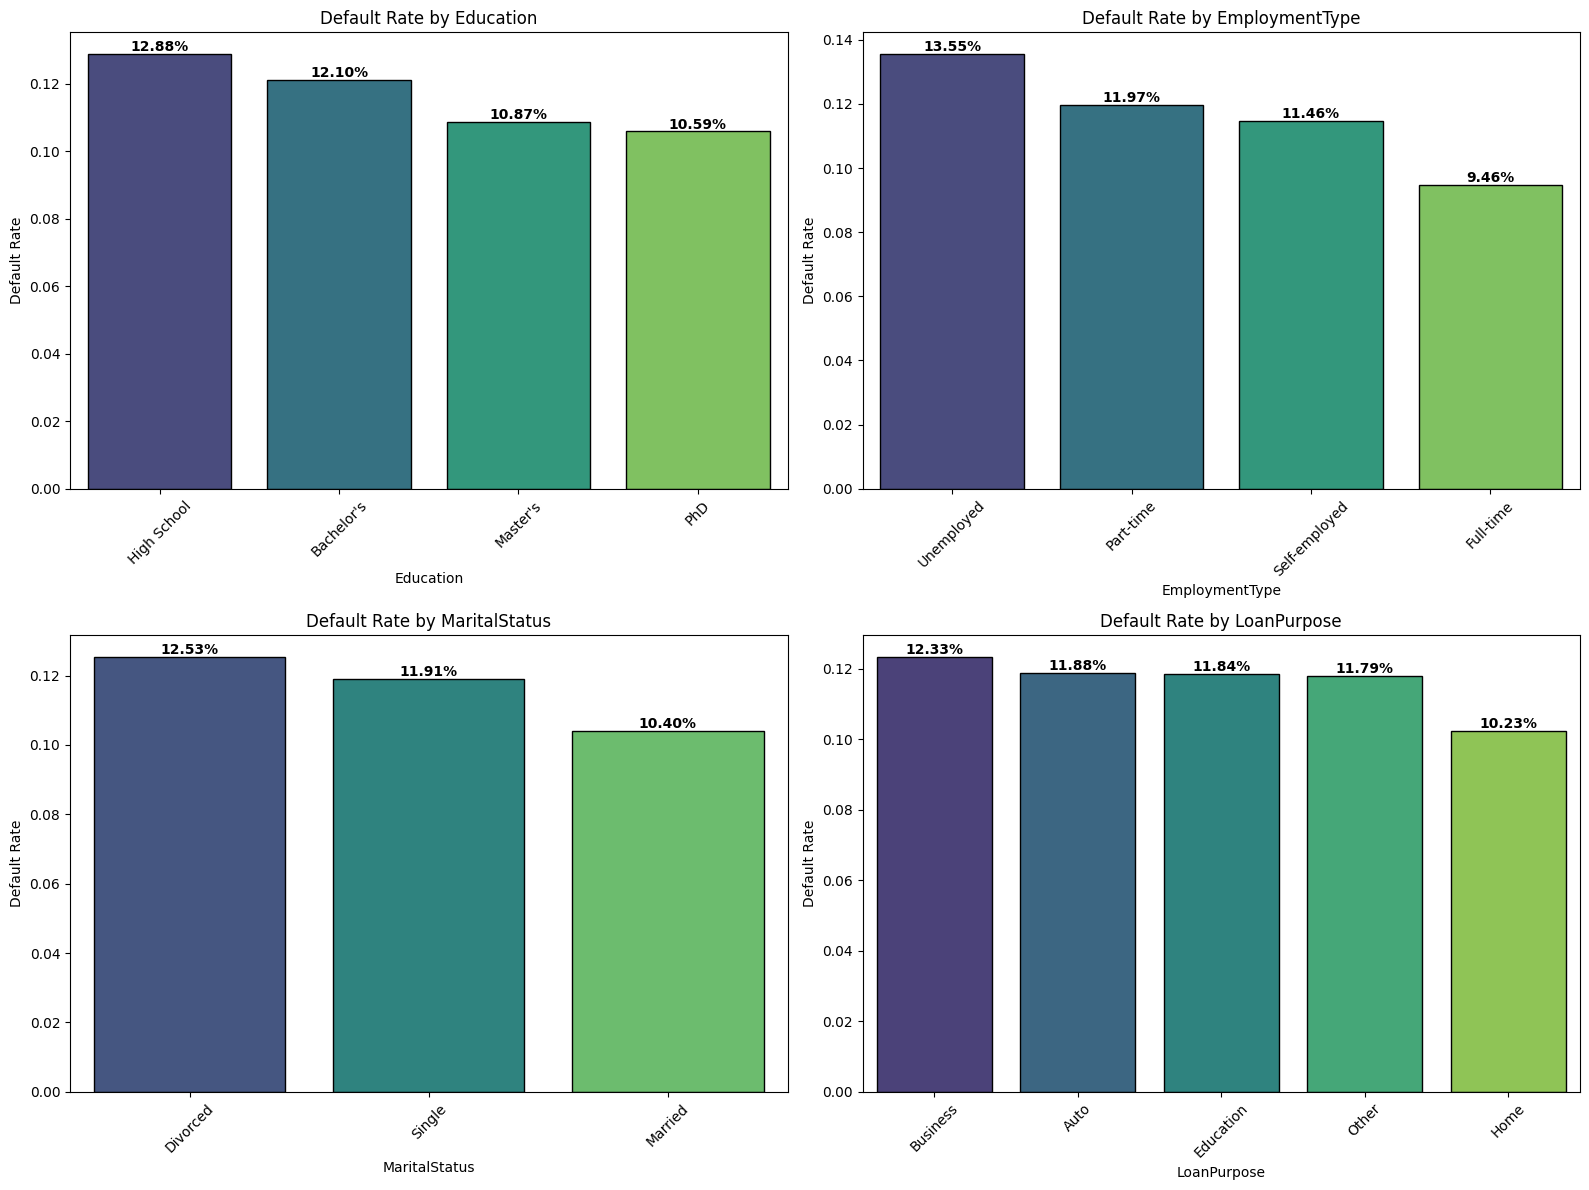 Default Rate by Education
12.88%
12.10%
10.87%
10.59%
0.12
0.10
0.08
0.06
0.04
0.02
0.00
Default Rate
High School
Bachelor's
Master's
PhD
Education
Default Rate by EmploymentType
13.55%
11.97%
11.46%
9.46%
0.14
0.12
0.10
0.08
0.06
0.04
0.02
0.00
Default Rate
Unemployed
Part-time
Self-employed
Full-time
EmploymentType
Default Rate by MaritalStatus
12.53%
11.91%
10.40%
0.12
0.10
0.08
0.06
0.04
0.02
0.00
Default Rate
Divorced
Single
Married
MaritalStatus
Default Rate by LoanPurpose
12.33%
11.88%
11.84%
11.79%
10.23%
0.12
0.10
0.08
0.06
0.04
0.02
0.00
Default Rate
Business
Auto
Education
Other
Home
LoanPurpose